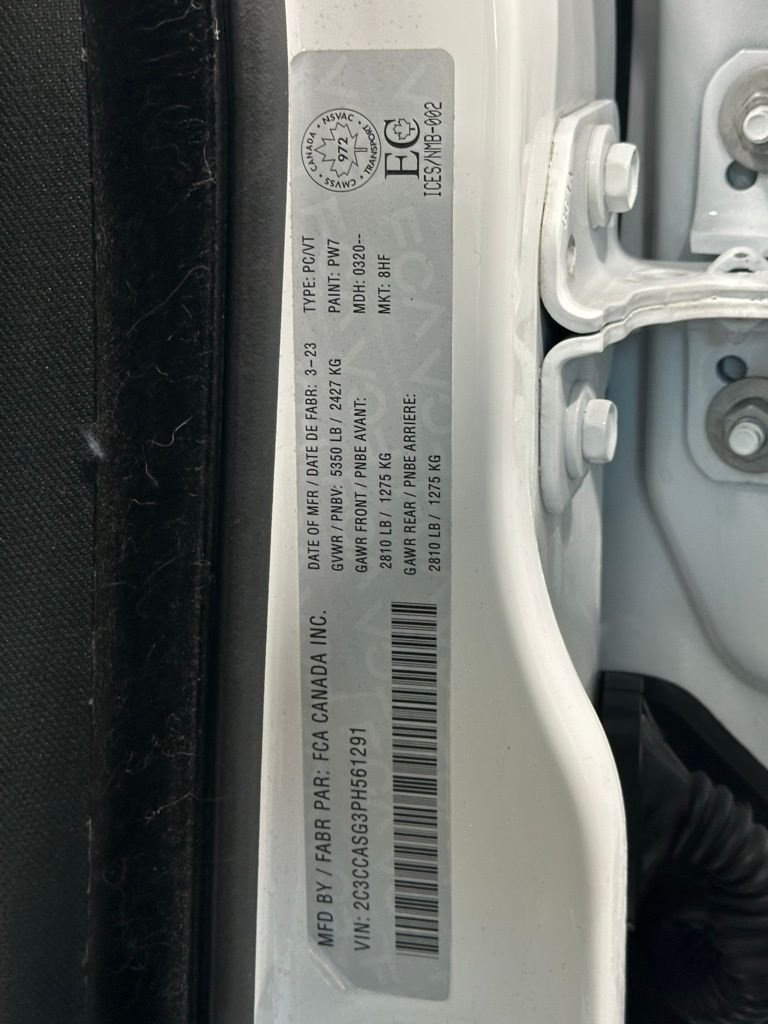 MFD BY / FABR PAR: FCA CANADA INC.
VIN: 2C3CCASG3PH561291
DATE OF MFR / DATE DE FABR: 3-23
GVWR / PNBV: 5350 LB / 2427 KG
GAWR FRONT / PNBE AVANT:
2810 LB / 1275 KG
GAWR REAR / PNBE ARRIERE:
2810 LB / 1275 KG
TYPE: PC/VT
PAINT: PW7
MDH: 0320--
MKT: 8HF
CANADA • NSVAC • TRANSPORT • CMVSS
972
EC
ICES/NMB-002